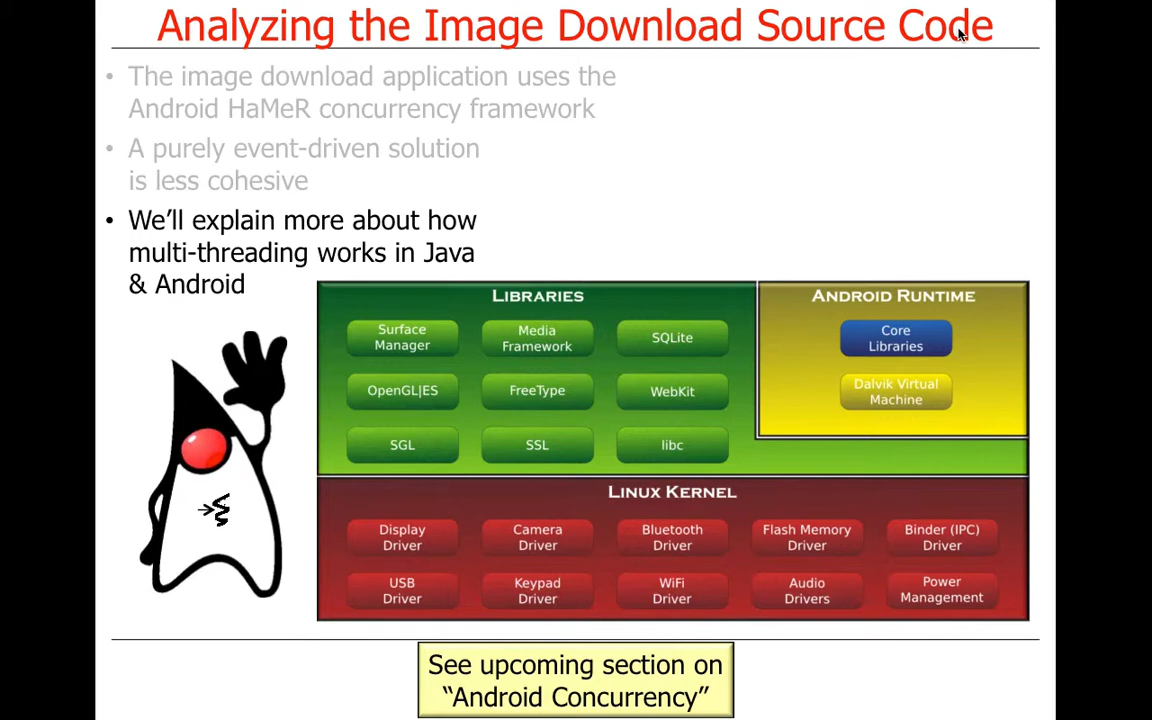 Analyzing the Image Download Source Code
• The image download application uses the
Android HaMeR concurrency framework
• A purely event-driven solution
is less cohesive
• We’ll explain more about how
multi-threading works in Java
& Android
LIBRARIES
Surface
Manager
Media
Framework
SQLite
OpenGL|ES
FreeType
WebKit
SGL
SSL
libc
ANDROID RUNTIME
Core
Libraries
Dalvik Virtual
Machine
LINUX KERNEL
Display
Driver
Camera
Driver
Bluetooth
Driver
Flash Memory
Driver
Binder (IPC)
Driver
USB
Driver
Keypad
Driver
WiFi
Driver
Audio
Drivers
Power
Management
See upcoming section on
“Android Concurrency”